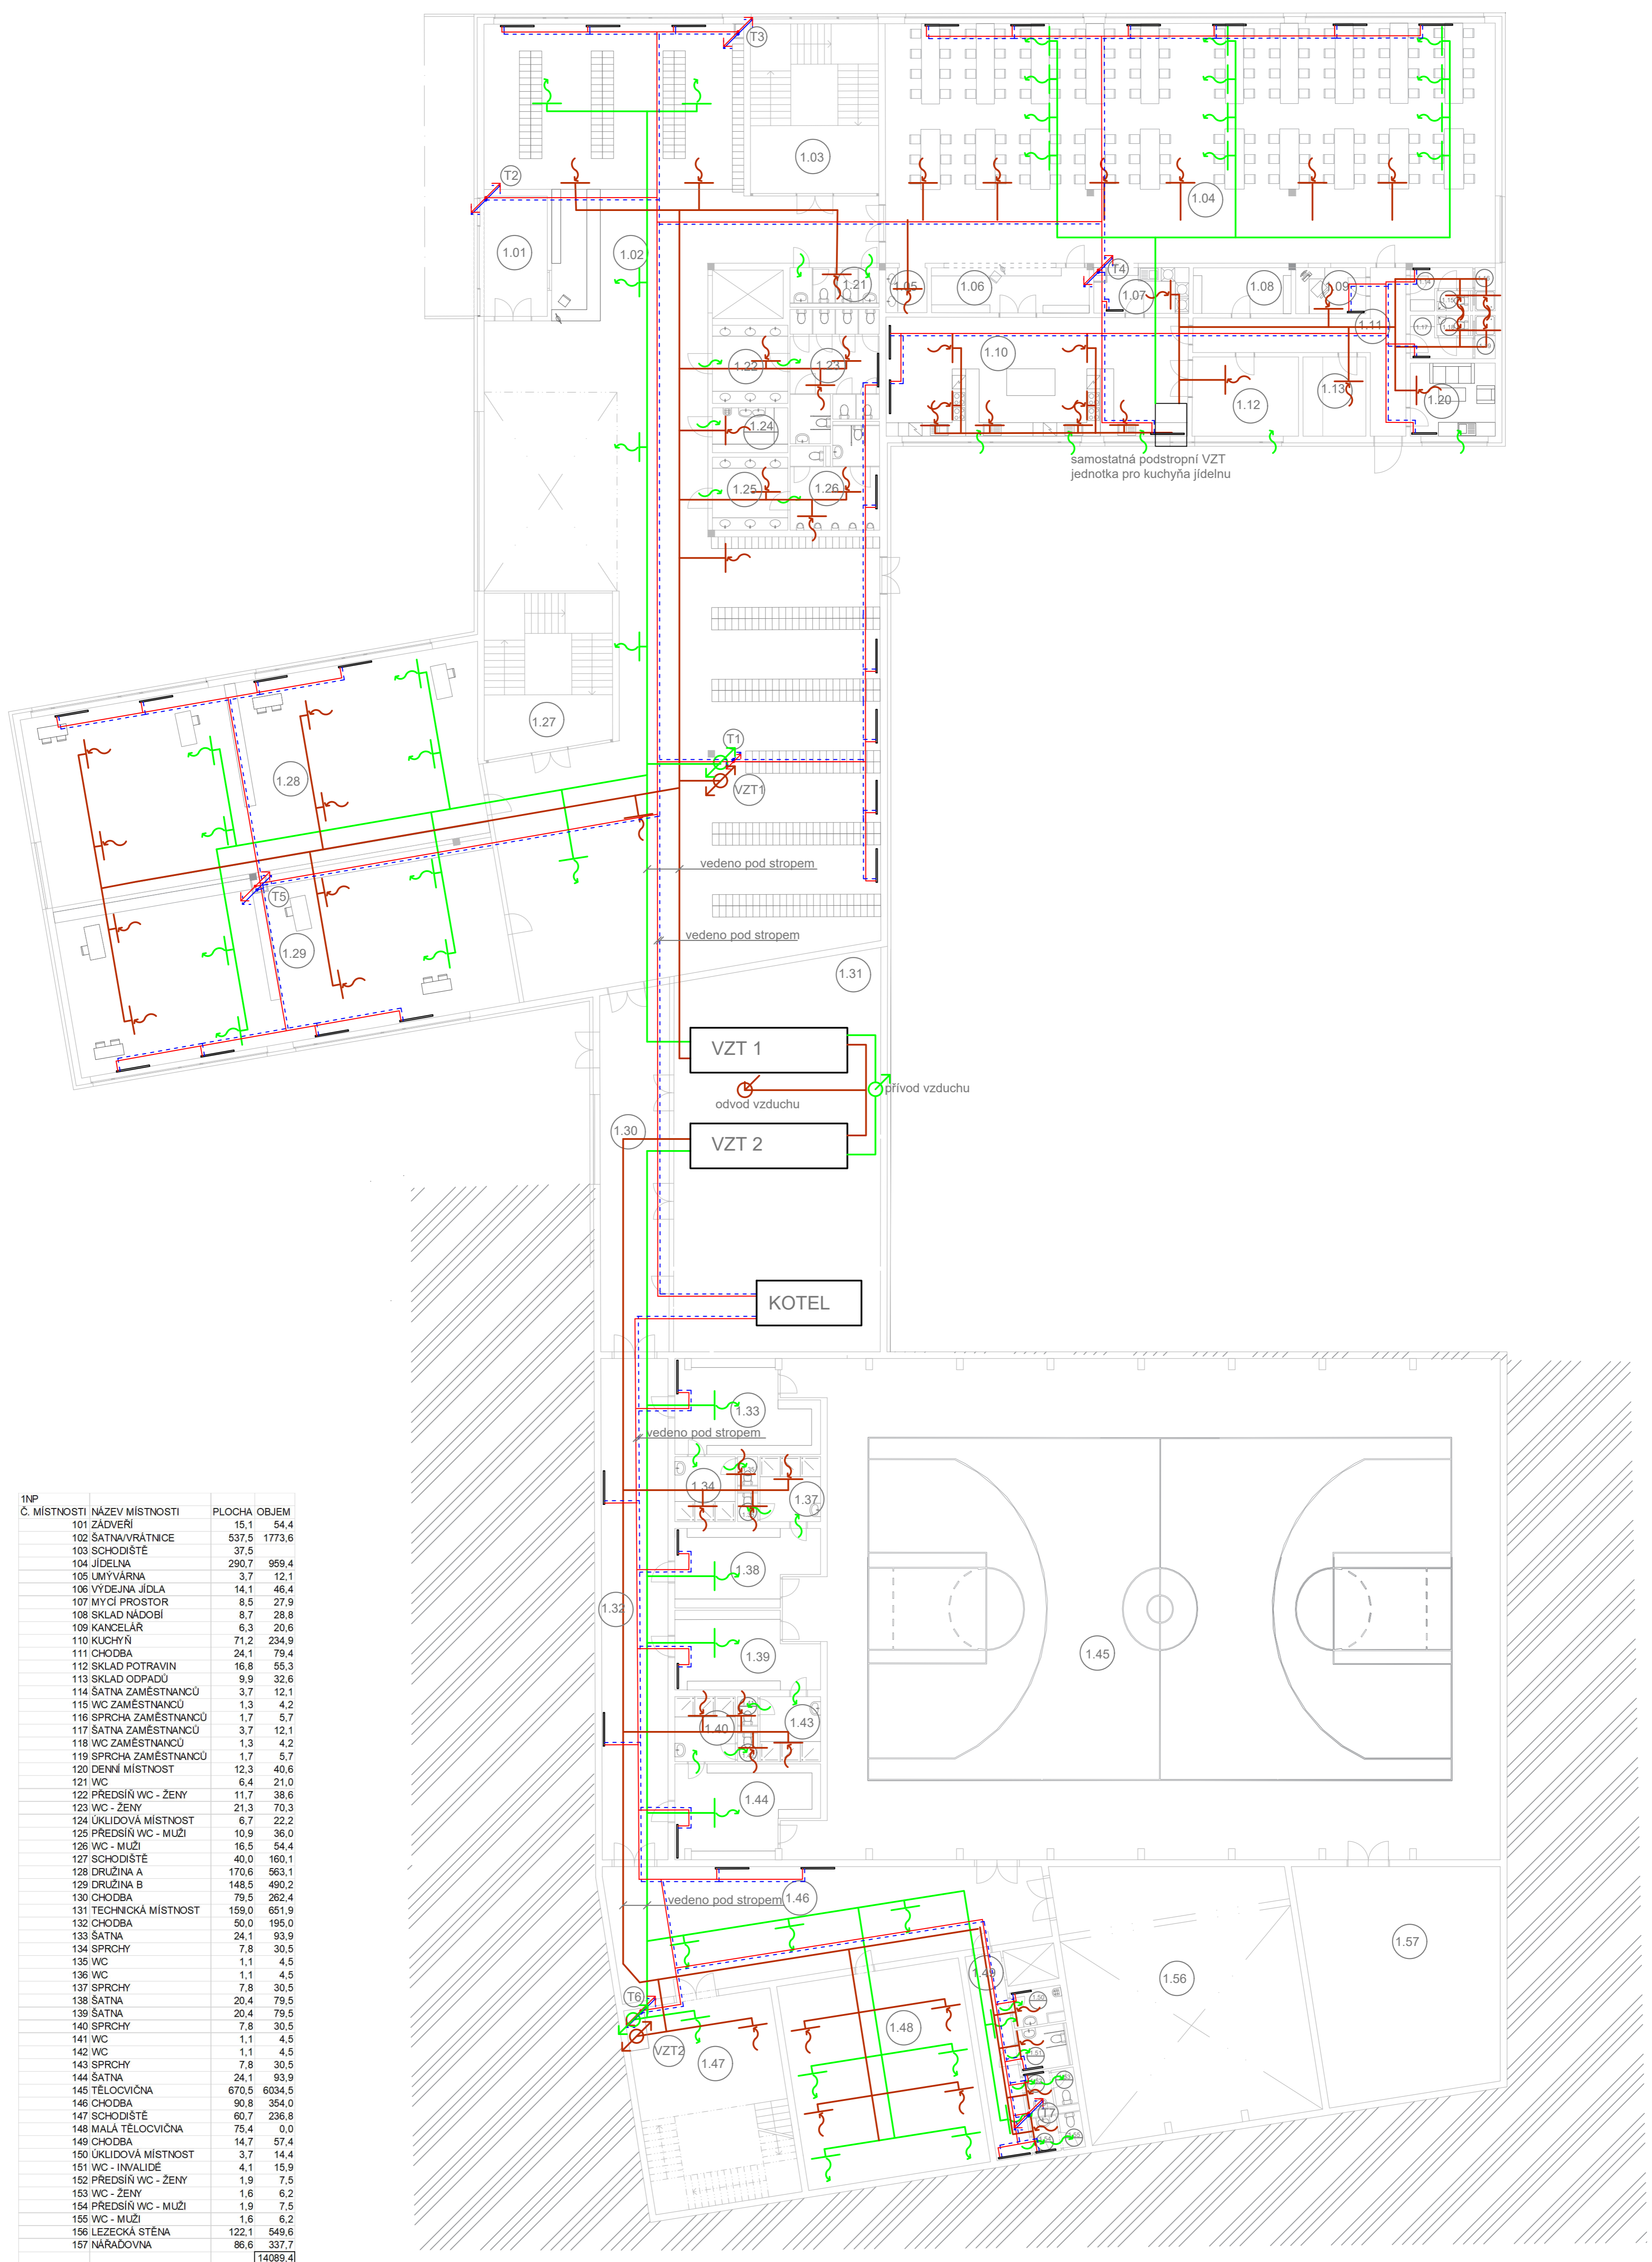 T3
1.03
T2
1.04
1.01
1.02
T4
1.21
1.05
1.06
1.07
1.08
1.09
1.11
1.17
1.10
1.22
1.23
1.12
1.13
1.20
1.24
samostatná podstropní VZT
jednotka pro kuchyňa jídelnu
1.25
1.26
1.27
T1
VZT1
1.28
vedeno pod stropem
T5
vedeno pod stropem
1.29
1.31
VZT 1
přívod vzduchu
odvod vzduchu
1.30
VZT 2
KOTEL
1.33
vedeno pod stropem
1.34
1.37
1.38
1.32
1.39
1.45
1.40
1.43
1.44
vedeno pod stropem
1.46
1.57
1.49
1.56
T6
1.48
VZT2
1.47
T7
1NP
Č. MÍSTNOSTI NÁZEV MÍSTNOSTI PLOCHA OBJEM
101 ZÁDVEŘÍ 15,1 54,4
102 ŠATNA/VRÁTNICE 537,5 1773,6
103 SCHODIŠTĚ 37,5
104 JÍDELNA 290,7 959,4
105 UMÝVÁRNA 3,7 12,1
106 VÝDEJNA JÍDLA 14,1 46,4
107 MYCÍ PROSTOR 8,5 27,9
108 SKLAD NÁDOBÍ 8,7 28,8
109 KANCELÁŘ 6,3 20,6
110 KUCHYŇ 71,2 234,9
111 CHODBA 24,1 79,4
112 SKLAD POTRAVIN 16,8 55,3
113 SKLAD ODPADŮ 9,9 32,6
114 ŠATNA ZAMĚSTNANCŮ 3,7 12,1
115 WC ZAMĚSTNANCŮ 1,3 4,2
116 SPRCHA ZAMĚSTNANCŮ 1,7 5,7
117 ŠATNA ZAMĚSTNANCŮ 3,7 12,1
118 WC ZAMĚSTNANCŮ 1,3 4,2
119 SPRCHA ZAMĚSTNANCŮ 1,7 5,7
120 DENNÍ MÍSTNOST 12,3 40,6
121 WC 6,4 21,0
122 PŘEDSÍŇ WC - ŽENY 11,7 38,6
123 WC - ŽENY 21,3 70,3
124 ÚKLIDOVÁ MÍSTNOST 6,7 22,2
125 PŘEDSÍŇ WC - MUŽI 10,9 36,0
126 WC - MUŽI 16,5 54,4
127 SCHODIŠTĚ 40,0 160,1
128 DRUŽINA A 170,6 563,1
129 DRUŽINA B 148,5 490,2
130 CHODBA 79,5 262,4
131 TECHNICKÁ MÍSTNOST 159,0 651,9
132 CHODBA 50,0 195,0
133 ŠATNA 24,1 93,9
134 SPRCHY 7,8 30,5
135 WC 1,1 4,5
136 WC 1,1 4,5
137 SPRCHY 7,8 30,5
138 ŠATNA 20,4 79,5
139 ŠATNA 20,4 79,5
140 SPRCHY 7,8 30,5
141 WC 1,1 4,5
142 WC 1,1 4,5
143 SPRCHY 7,8 30,5
144 ŠATNA 24,1 93,9
145 TĚLOCVIČNA 670,5 6034,5
146 CHODBA 90,8 354,0
147 SCHODIŠTĚ 60,7 236,8
148 MALÁ TĚLOCVIČNA 75,4 0,0
149 CHODBA 14,7 57,4
150 ÚKLIDOVÁ MÍSTNOST 3,7 14,4
151 WC - INVALIDÉ 4,1 15,9
152 PŘEDSÍŇ WC - ŽENY 1,9 7,5
153 WC - ŽENY 1,6 6,2
154 PŘEDSÍŇ WC - MUŽI 1,9 7,5
155 WC - MUŽI 1,6 6,2
156 LEZECKÁ STĚNA 122,1 549,6
157 NÁŘAĎOVNA 86,6 337,7
14089,4